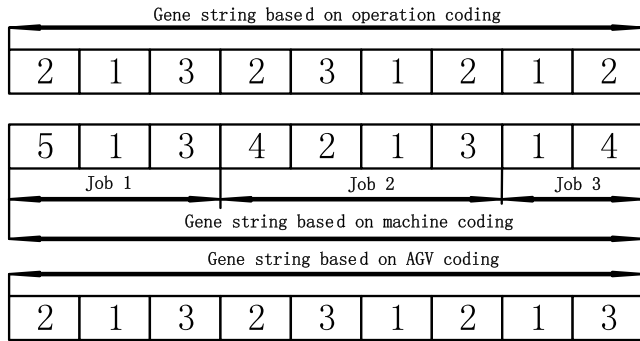 Gene string based on operation coding
2 1 3 2 3 1 2 1 2
5 1 3 4 2 1 3 1 4
Job 1 Job 2 Job 3
Gene string based on machine coding
Gene string based on AGV coding
2 1 3 2 3 1 2 1 3